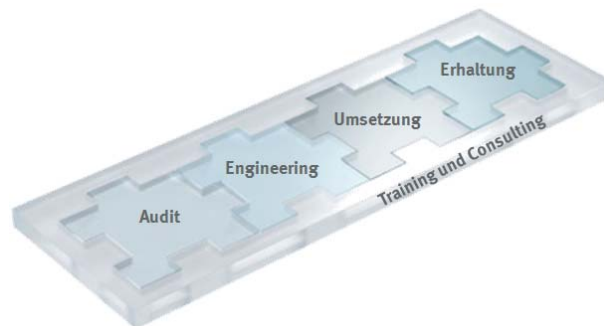 Erhaltung
Umsetzung
Engineering
Audit
Training und Consulting